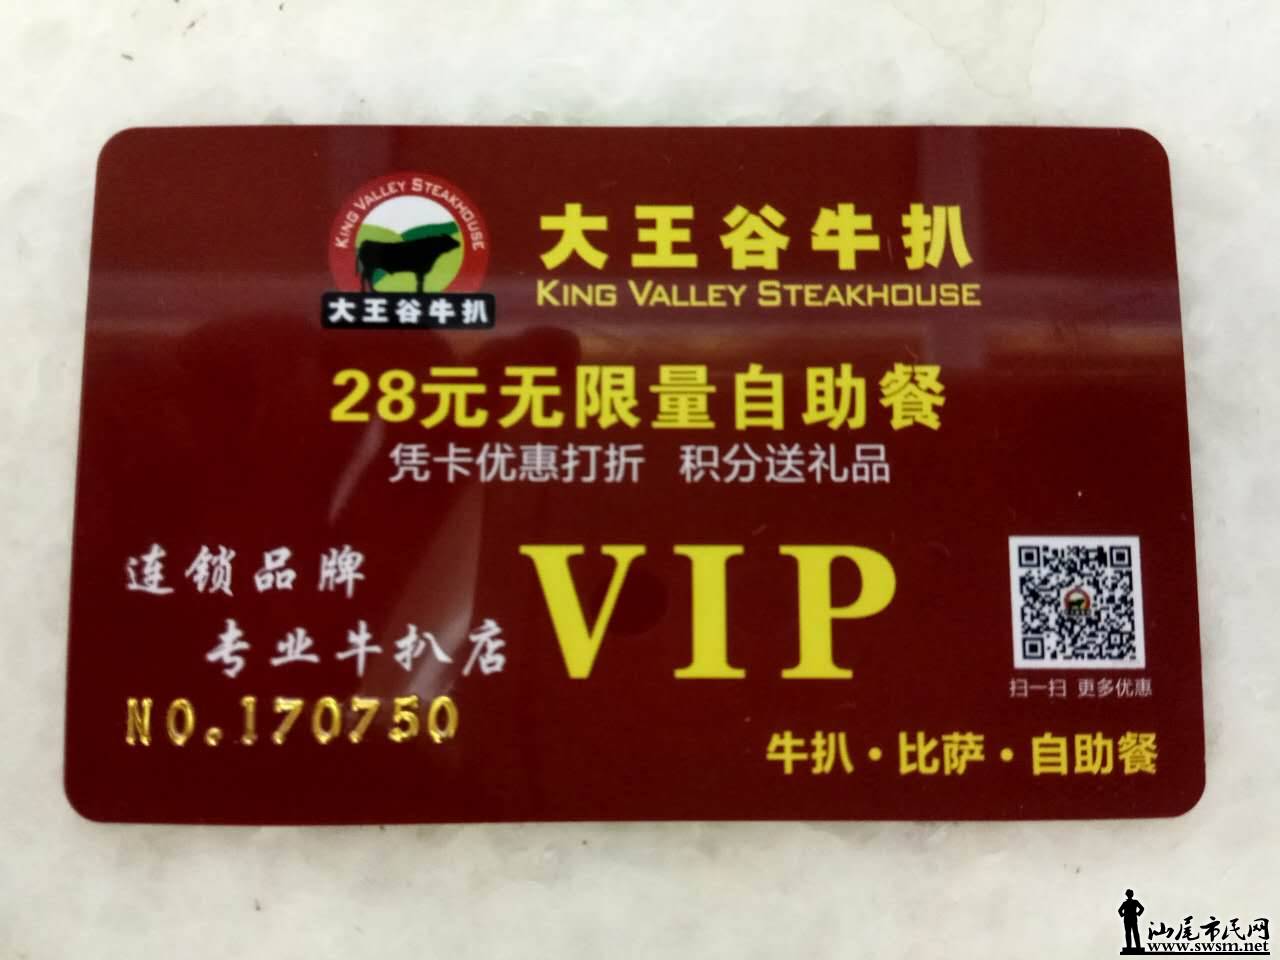 KING VALLEY STEAKHOUSE
大王谷牛扒
大王谷牛扒
KING VALLEY STEAKHOUSE
28元无限量自助餐
凭卡优惠打折 积分送礼品
连锁品牌
专业牛扒店
VIP
NO.170750
扫一扫 更多优惠
牛扒·比萨·自助餐
汕尾市民网
www.swsm.net